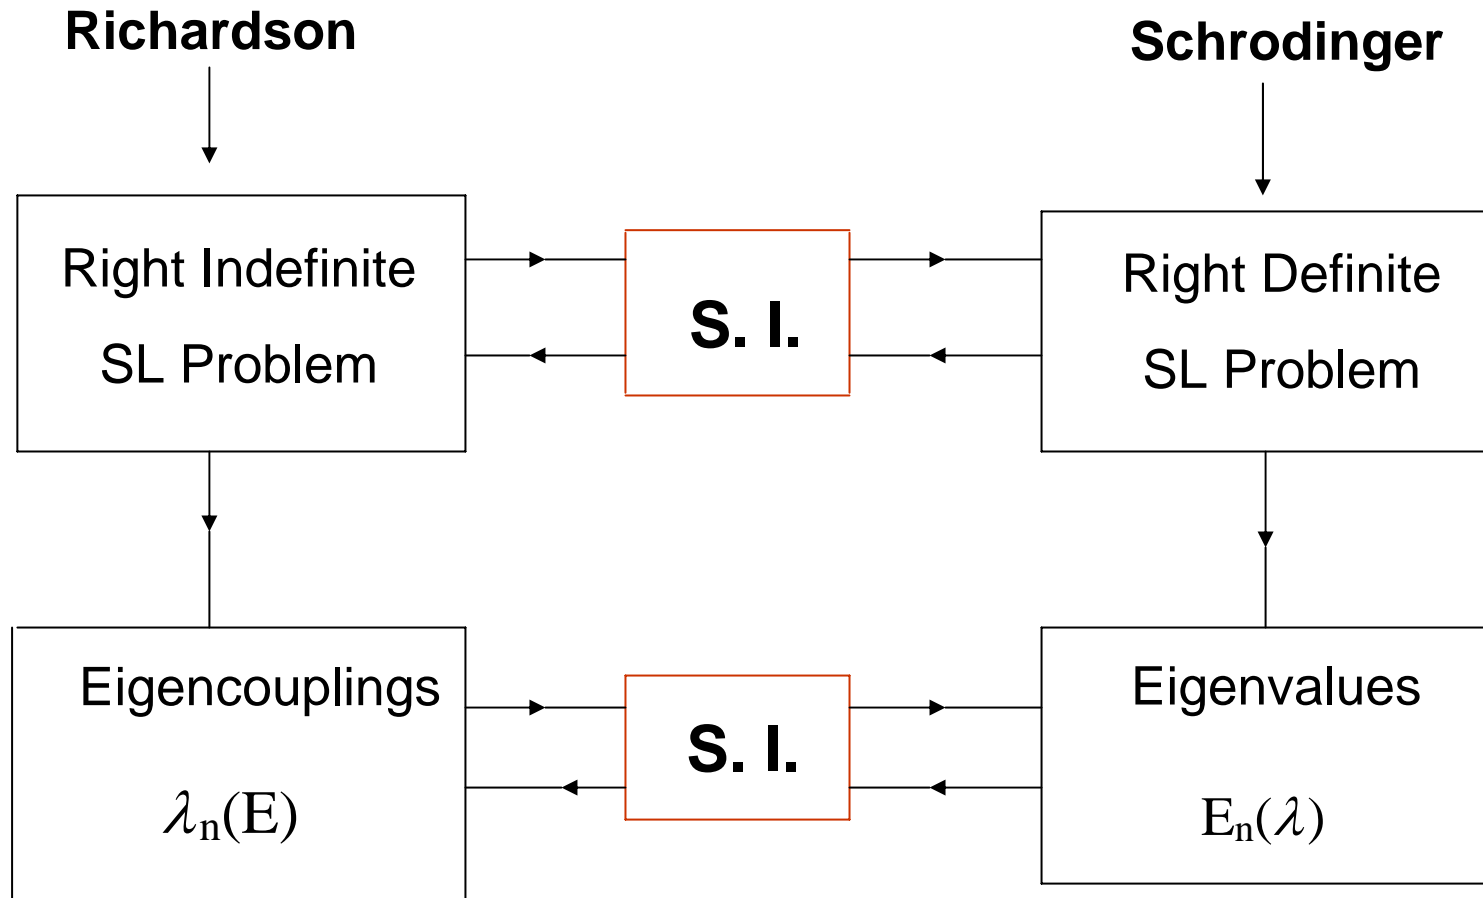 Richardson
Schrodinger
Right Indefinite
SL Problem
S. I.
Right Definite
SL Problem
Eigencouplings
λn(E)
S. I.
Eigenvalues
En(λ)